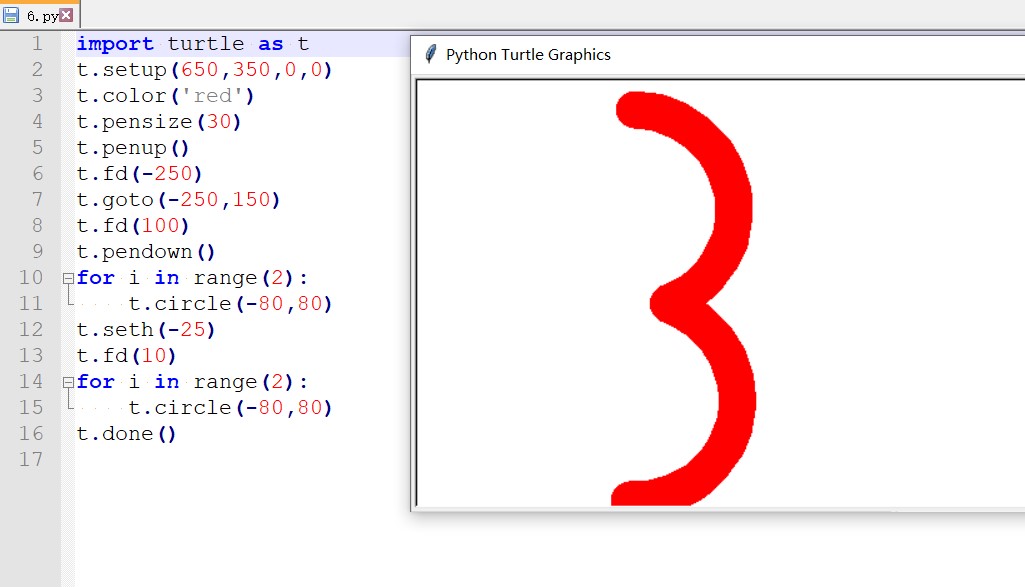 6.py
Python Turtle Graphics
1 import turtle as t
2 t.setup(650,350,0,0)
3 t.color('red')
4 t.pensize(30)
5 t.penup()
6 t.fd(-250)
7 t.goto(-250,150)
8 t.fd(100)
9 t.pendown()
10 for i in range(2):
11     t.circle(-80,80)
12 t.seth(-25)
13 t.fd(10)
14 for i in range(2):
15     t.circle(-80,80)
16 t.done()
17